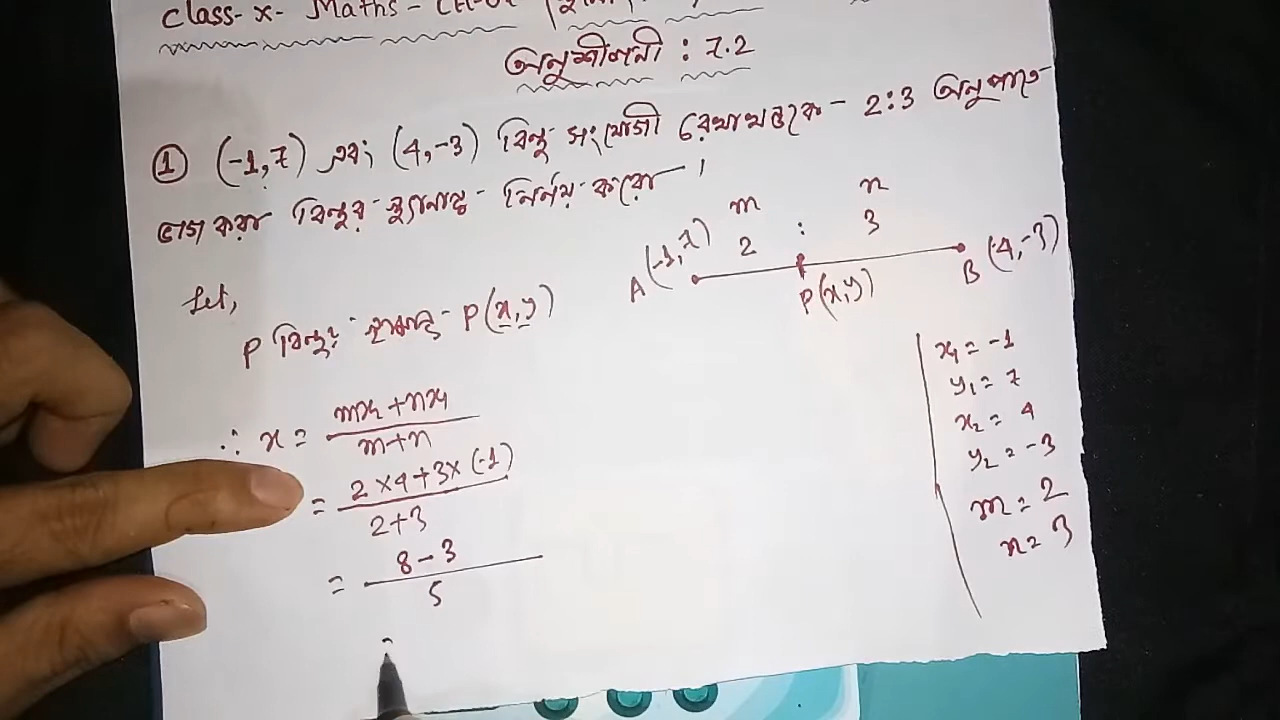 Class-X- Maths-
অনুশীলনী : 7.2
① (-1,7) এবং (4,-3) বিন্দু সংযোগী রেখাখণ্ডকে - 2:3 অনুপাতে
ভাগ করা বিন্দুর স্থানাঙ্ক নির্ণয় করো।
m n
2 : 3
A (-1,7) P(x,y) B (4,-3)
Let,
P বিন্দুর স্থানাঙ্ক P(x,y)
∴ x = mx₂+nx₁
m+n
= 2×4+3×(-1)
2+3
= 8-3
5
x₁ = -1
y₁ = 7
x₂ = 4
y₂ = -3
m = 2
n = 3